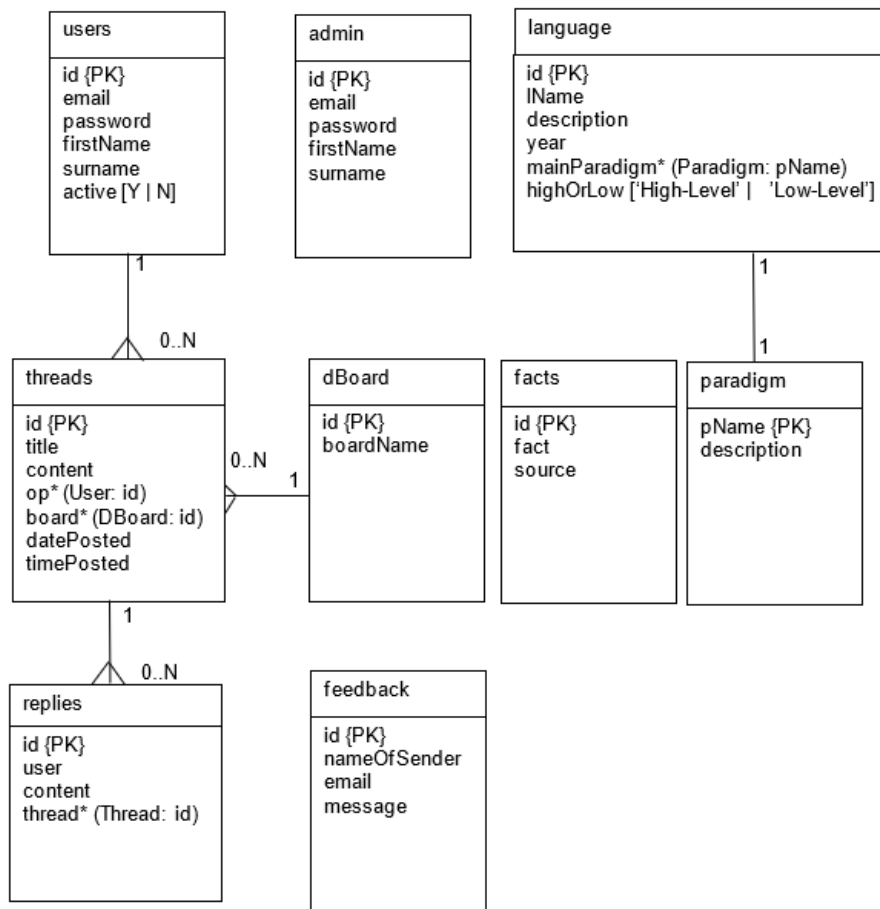 users
id {PK}
email
password
firstName
surname
active [Y | N]
admin
id {PK}
email
password
firstName
surname
language
id {PK}
lName
description
year
mainParadigm* (Paradigm: pName)
highOrLow ['High-Level' | 'Low-Level']
1
0..N
1
1
threads
id {PK}
title
content
op* (User: id)
board* (DBoard: id)
datePosted
timePosted
0..N
1
dBoard
id {PK}
boardName
facts
id {PK}
fact
source
paradigm
pName {PK}
description
1
0..N
replies
id {PK}
user
content
thread* (Thread: id)
feedback
id {PK}
nameOfSender
email
message